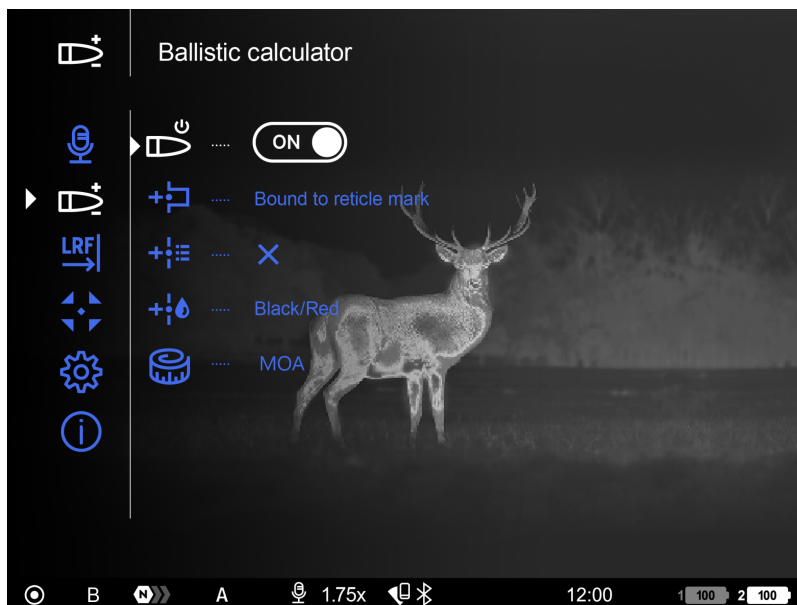 Ballistic calculator
ON
Bound to reticle mark
LRF
Black/Red
MOA
B N A 1.75x 12:00 1 100 2 100